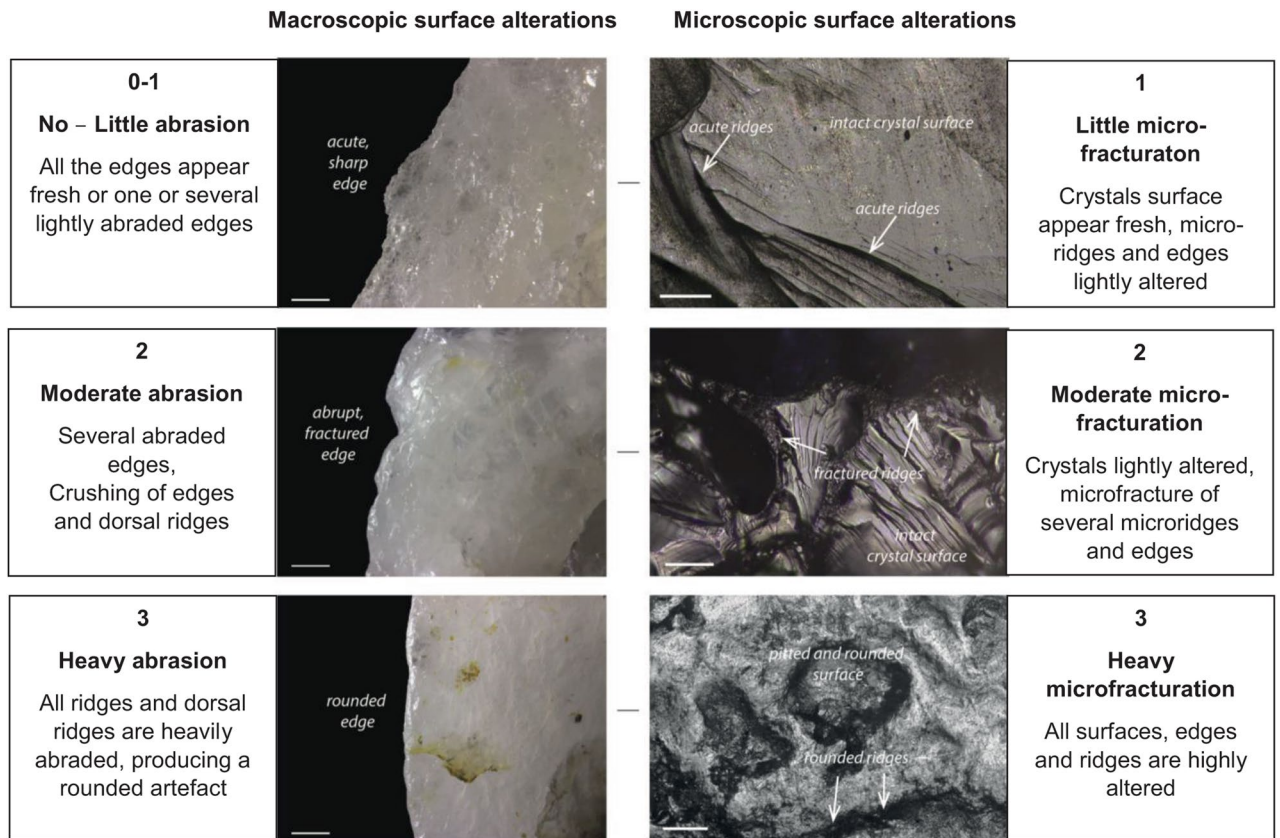 Macroscopic surface alterations
Microscopic surface alterations
0-1
No – Little abrasion
All the edges appear
fresh or one or several
lightly abraded edges
acute,
sharp
edge
acute ridges
intact crystal surface
acute ridges
1
Little micro-
fracturaton
Crystals surface
appear fresh, micro-
ridges and edges
lightly altered
2
Moderate abrasion
Several abraded
edges,
Crushing of edges
and dorsal ridges
abrupt,
fractured
edge
fractured ridges
intact
crystal surface
2
Moderate micro-
fracturation
Crystals lightly altered,
microfracture of
several microridges
and edges
3
Heavy abrasion
All ridges and dorsal
ridges are heavily
abraded, producing a
rounded artefact
rounded
edge
pitted and rounded
surface
rounded ridges
3
Heavy
microfracturation
All surfaces, edges
and ridges are highly
altered